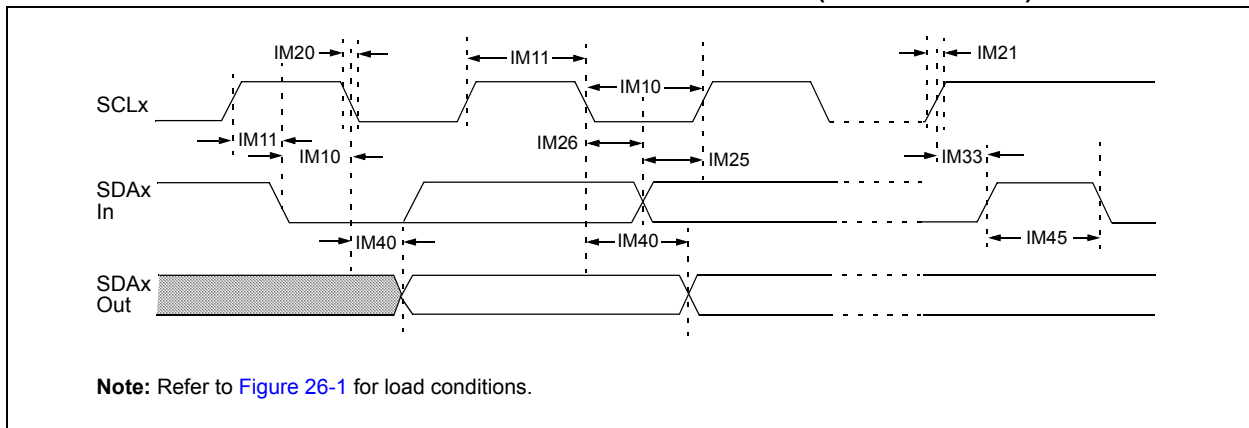 IM20
IM11
IM21
IM10
SCLx
IM11
IM26
IM10
IM25
IM33
SDAx
In
IM40
IM40
IM45
SDAx
Out
Note: Refer to Figure 26-1 for load conditions.